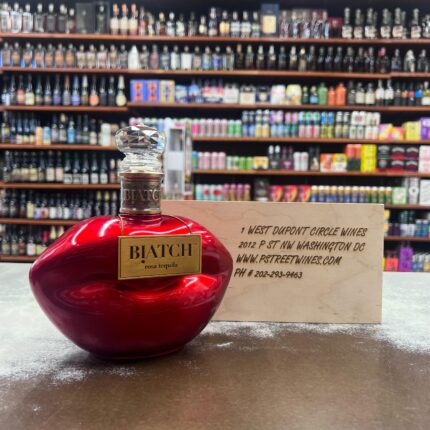 BIATCH
BIATCH
rosa tequila
1 WEST DUPONT CIRCLE WINES
2012 P ST NW WASHINGTON DC
WWW.PSTREETWINES.COM
PH # 202-293-9463